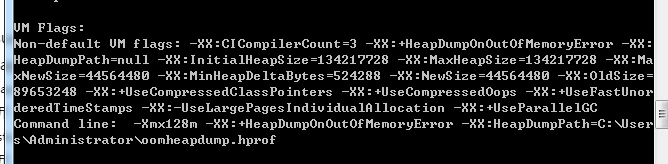 VM Flags:
Non-default VM flags: -XX:CICompilerCount=3 -XX:+HeapDumpOnOutOfMemoryError -XX:
HeapDumpPath=null -XX:InitialHeapSize=134217728 -XX:MaxHeapSize=134217728 -XX:Ma
xNewSize=44564480 -XX:MinHeapDeltaBytes=524288 -XX:NewSize=44564480 -XX:OldSize=
89653248 -XX:+UseCompressedClassPointers -XX:+UseCompressedOops -XX:+UseFastUnor
deredTimeStamps -XX:-UseLargePagesIndividualAllocation -XX:+UseParallelGC
Command line:  -Xmx128m -XX:+HeapDumpOnOutOfMemoryError -XX:HeapDumpPath=C:\User
s\Administrator\oomheapdump.hprof